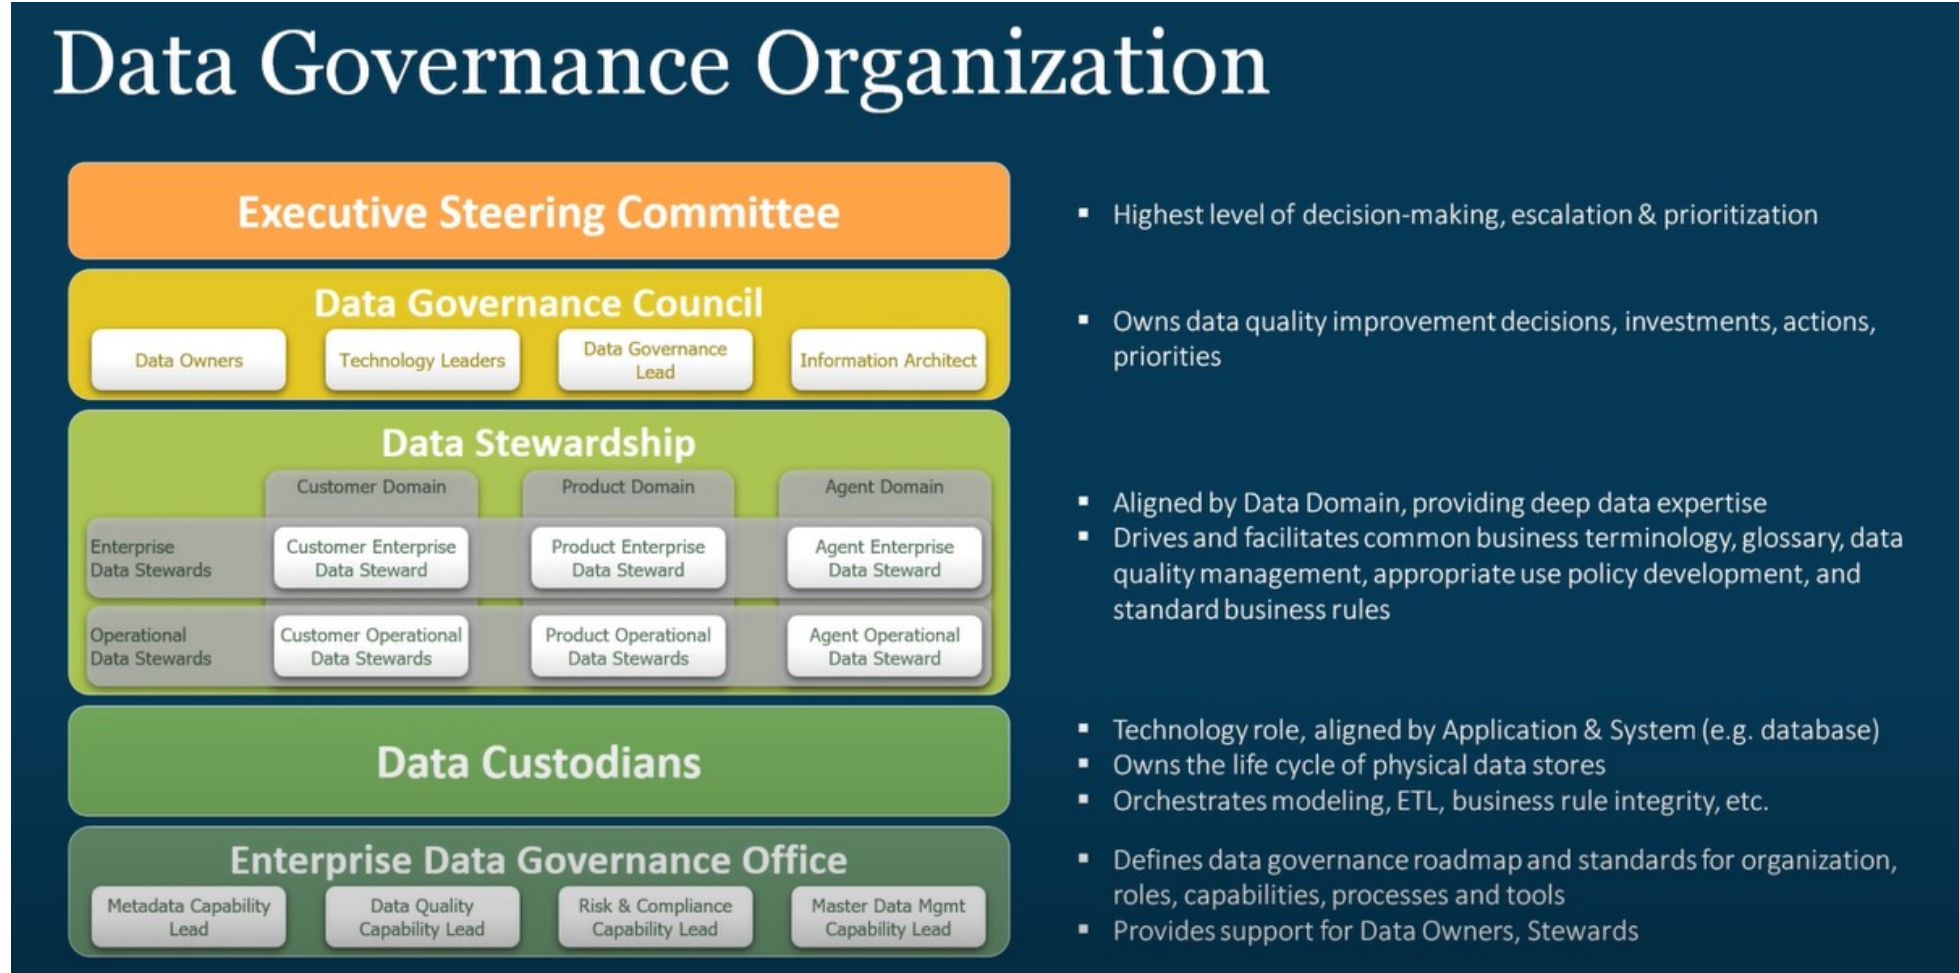 Data Governance Organization
Executive Steering Committee
▪ Highest level of decision-making, escalation & prioritization
Data Governance Council
Data Owners
Technology Leaders
Data Governance
Lead
Information Architect
▪ Owns data quality improvement decisions, investments, actions,
priorities
Data Stewardship
Customer Domain
Product Domain
Agent Domain
Enterprise
Data Stewards
Customer Enterprise
Data Steward
Product Enterprise
Data Steward
Agent Enterprise
Data Steward
Operational
Data Stewards
Customer Operational
Data Stewards
Product Operational
Data Stewards
Agent Operational
Data Steward
▪ Aligned by Data Domain, providing deep data expertise
▪ Drives and facilitates common business terminology, glossary, data
quality management, appropriate use policy development, and
standard business rules
Data Custodians
▪ Technology role, aligned by Application & System (e.g. database)
▪ Owns the life cycle of physical data stores
▪ Orchestrates modeling, ETL, business rule integrity, etc.
Enterprise Data Governance Office
Metadata Capability
Lead
Data Quality
Capability Lead
Risk & Compliance
Capability Lead
Master Data Mgmt
Capability Lead
▪ Defines data governance roadmap and standards for organization,
roles, capabilities, processes and tools
▪ Provides support for Data Owners, Stewards